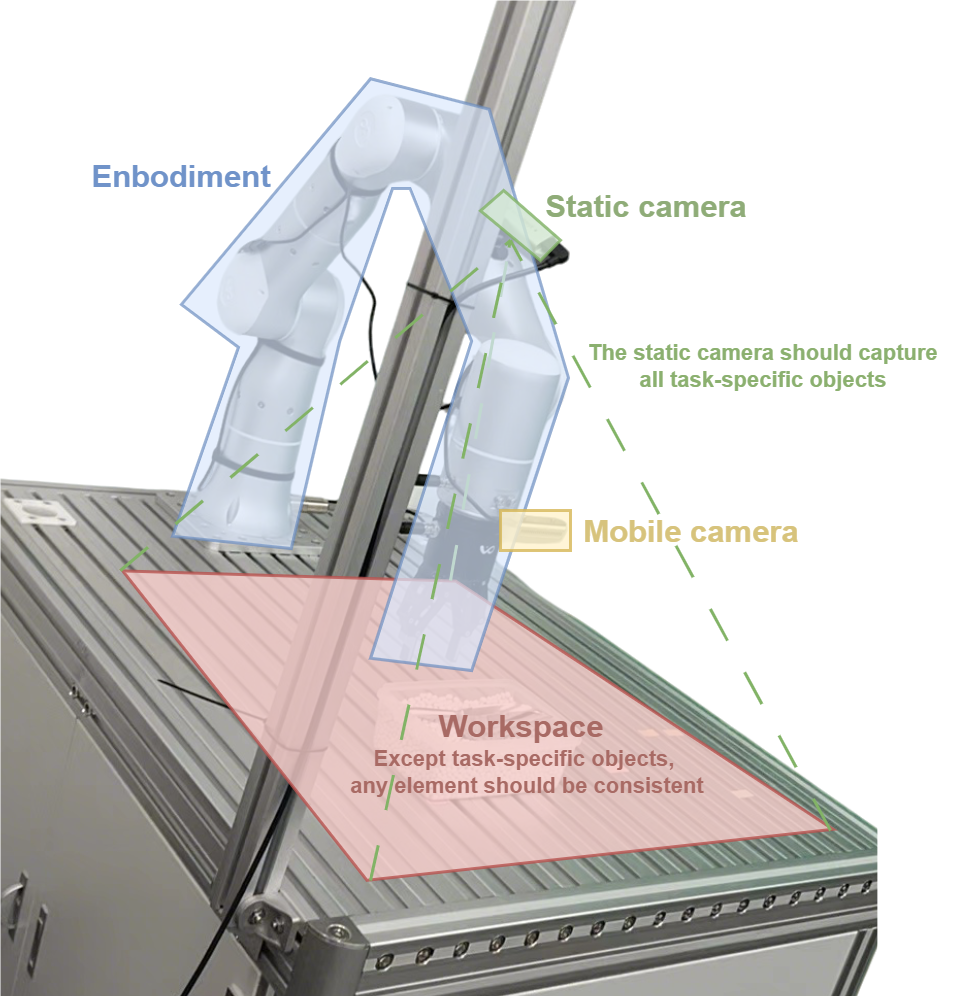 Enbodiment
Static camera
The static camera should capture
all task-specific objects
Mobile camera
Workspace
Except task-specific objects,
any element should be consistent